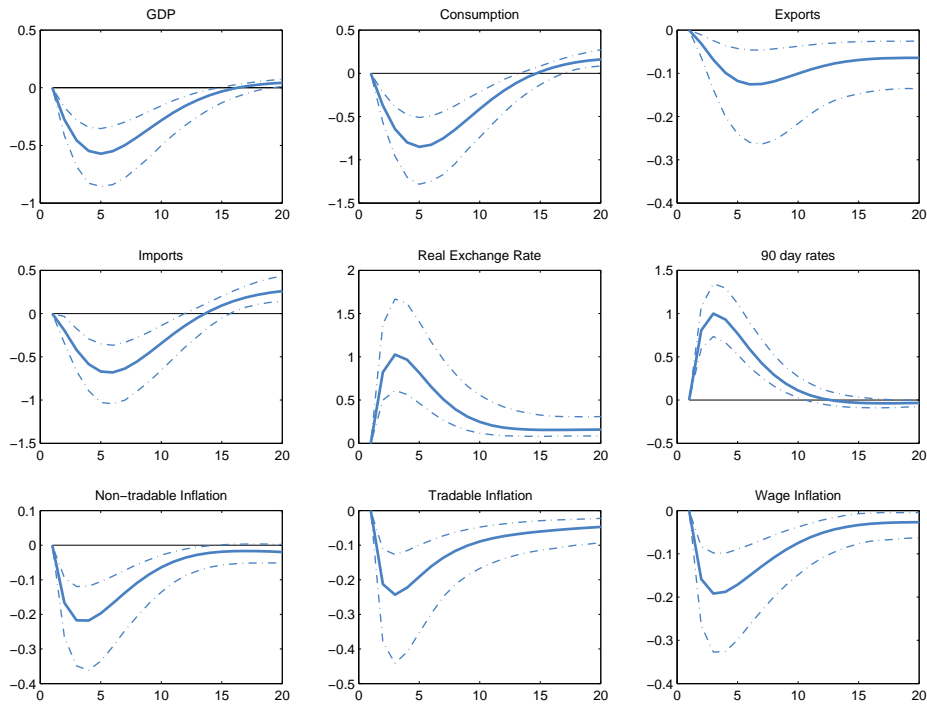 GDP
Consumption
Exports
0.5
0
−0.5
−1
0 5 10 15 20
0.5
0
−0.5
−1
−1.5
0 5 10 15 20
0
−0.1
−0.2
−0.3
−0.4
0 5 10 15 20
Imports
Real Exchange Rate
90 day rates
0.5
0
−0.5
−1
−1.5
0 5 10 15 20
2
1.5
1
0.5
0
0 5 10 15 20
1.5
1
0.5
0
−0.5
0 5 10 15 20
Non−tradable Inflation
Tradable Inflation
Wage Inflation
0.1
0
−0.1
−0.2
−0.3
−0.4
0 5 10 15 20
0
−0.1
−0.2
−0.3
−0.4
−0.5
0 5 10 15 20
0
−0.1
−0.2
−0.3
−0.4
0 5 10 15 20